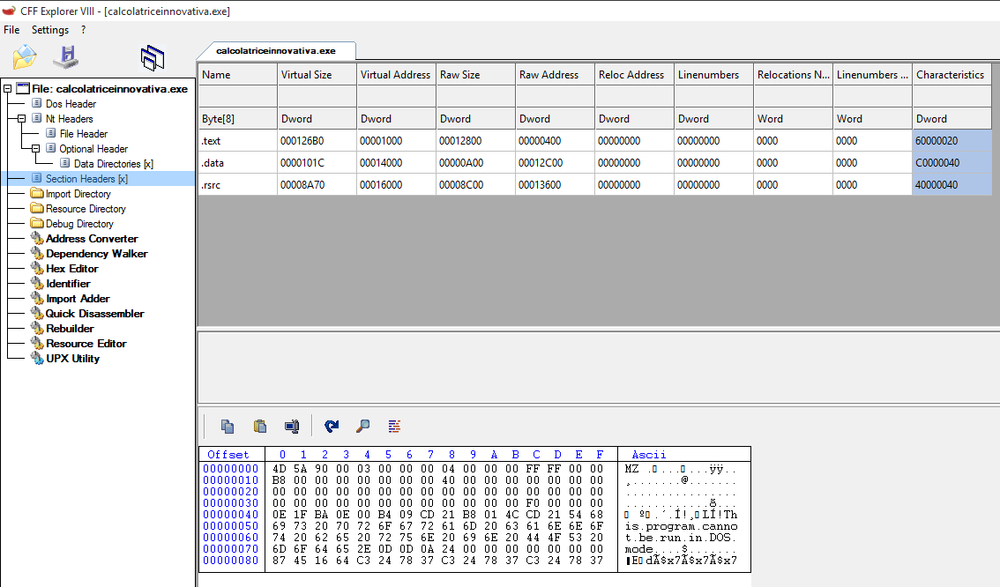 CFF Explorer VIII - [calcolatriceinnovativa.exe]
File Settings ?
calcolatriceinnovativa.exe
File: calcolatriceinnovativa.exe
Dos Header
Nt Headers
File Header
Optional Header
Data Directories [x]
Section Headers [x]
Import Directory
Resource Directory
Debug Directory
Address Converter
Dependency Walker
Hex Editor
Identifier
Import Adder
Quick Disassembler
Rebuilder
Resource Editor
UPX Utility
Name Virtual Size Virtual Address Raw Size Raw Address Reloc Address Linenumbers Relocations N... Linenumbers ... Characteristics
Byte[8] Dword Dword Dword Dword Dword Dword Word Word Dword
.text 000126B0 00001000 00012800 00000400 00000000 00000000 0000 0000 60000020
.data 0000101C 00014000 00000A00 00012C00 00000000 00000000 0000 0000 C0000040
.rsrc 00008A70 00016000 00008C00 00013600 00000000 00000000 0000 0000 40000040
Offset 0 1 2 3 4 5 6 7 8 9 A B C D E F Ascii
00000000 4D 5A 90 00 03 00 00 00 04 00 00 00 FF FF 00 00 MZ .▯...▯...ÿÿ..
00000010 B8 00 00 00 00 00 00 00 40 00 00 00 00 00 00 00 ¸.......@.......
00000020 00 00 00 00 00 00 00 00 00 00 00 00 00 00 00 00 ................
00000030 00 00 00 00 00 00 00 00 00 00 00 00 F0 00 00 00 ............ð...
00000040 0E 1F BA 0E 00 B4 09 CD 21 B8 01 4C CD 21 54 68 ▯ º▯.´.Í!¸▯LÍ!Th
00000050 69 73 20 70 72 6F 67 72 61 6D 20 63 61 6E 6E 6F is.program.canno
00000060 74 20 62 65 20 72 75 6E 20 69 6E 20 44 4F 53 20 t.be.run.in.DOS.
00000070 6D 6F 64 65 2E 0D 0D 0A 24 00 00 00 00 00 00 00 mode....$.......
00000080 87 45 16 64 C3 24 78 37 C3 24 78 37 C3 24 78 37 ▯E▯dÃ$x7Ã$x7Ã$x7